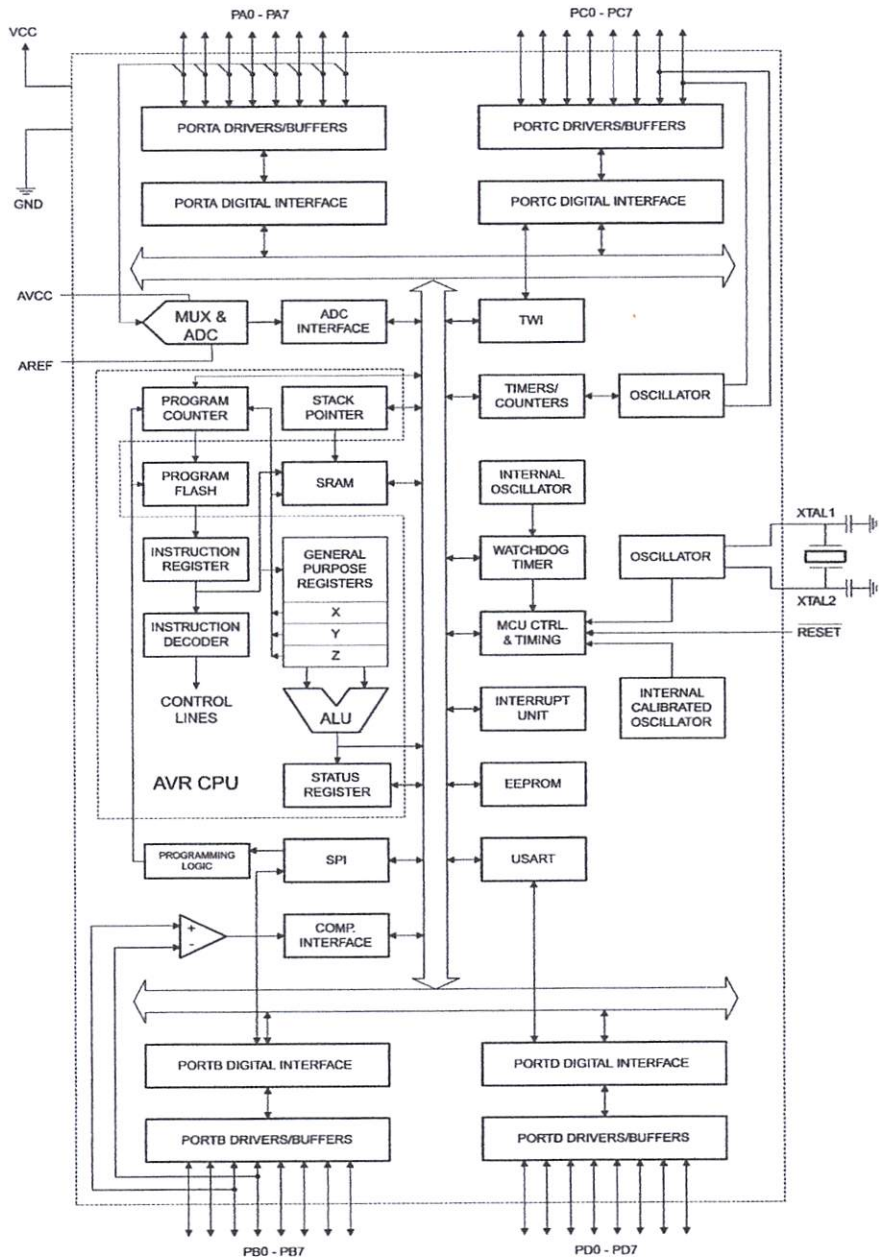 PA0 - PA7
PC0 - PC7
VCC
PORTA DRIVERS/BUFFERS
PORTC DRIVERS/BUFFERS
PORTA DIGITAL INTERFACE
PORTC DIGITAL INTERFACE
GND
AVCC
MUX &
ADC
ADC
INTERFACE
TWI
AREF
PROGRAM
COUNTER
STACK
POINTER
TIMERS/
COUNTERS
OSCILLATOR
PROGRAM
FLASH
SRAM
INTERNAL
OSCILLATOR
XTAL1
INSTRUCTION
REGISTER
GENERAL
PURPOSE
REGISTERS
WATCHDOG
TIMER
OSCILLATOR
XTAL2
X
INSTRUCTION
DECODER
Y
MCU CTRL.
& TIMING
RESET
Z
CONTROL
LINES
ALU
INTERRUPT
UNIT
INTERNAL
CALIBRATED
OSCILLATOR
AVR CPU
STATUS
REGISTER
EEPROM
PROGRAMMING
LOGIC
SPI
USART
+
-
COMP.
INTERFACE
PORTB DIGITAL INTERFACE
PORTD DIGITAL INTERFACE
PORTB DRIVERS/BUFFERS
PORTD DRIVERS/BUFFERS
PB0 - PB7
PD0 - PD7